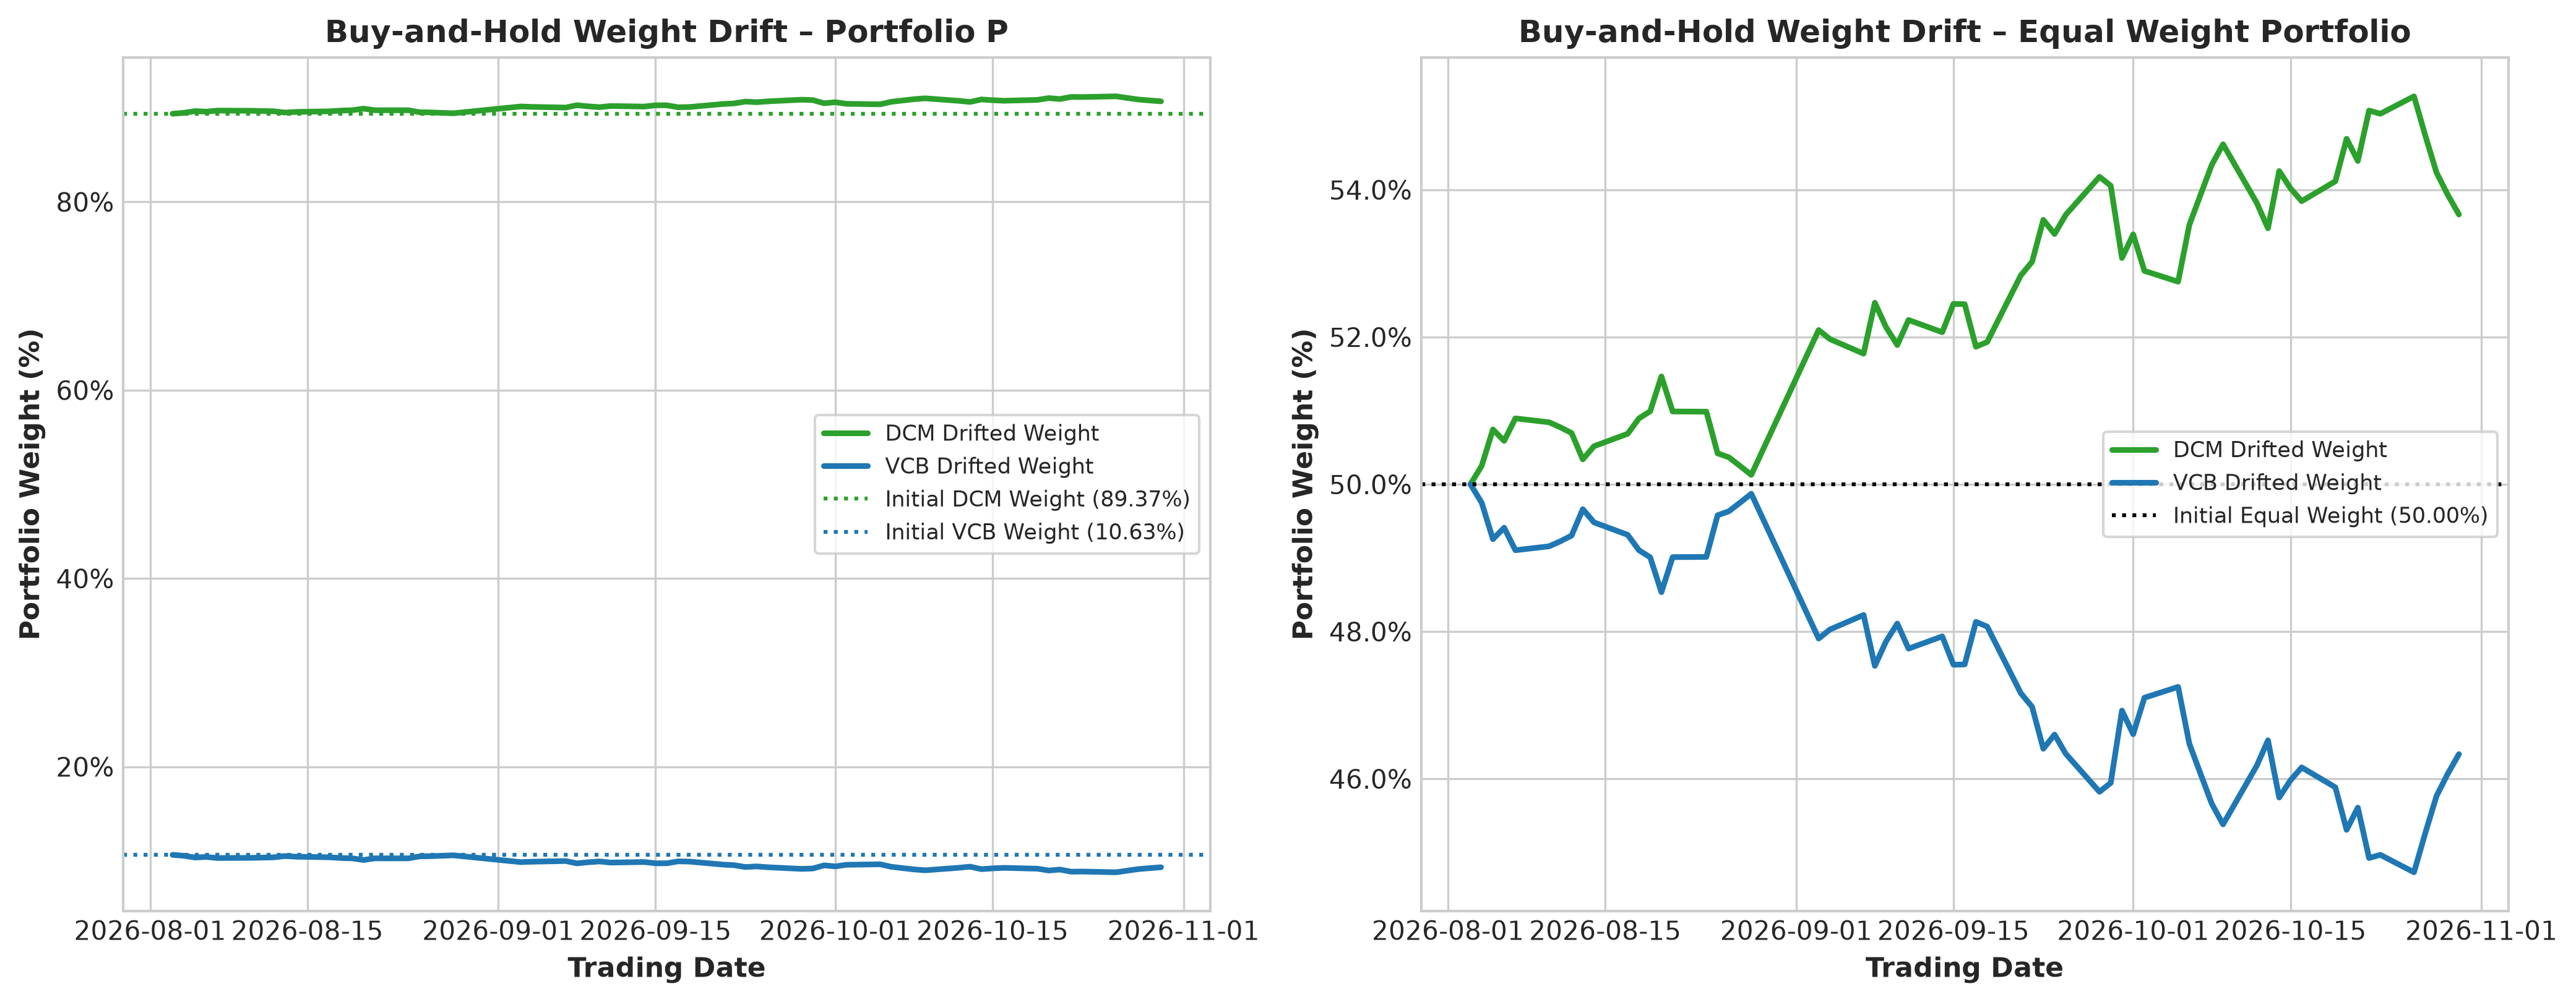 Buy-and-Hold Weight Drift – Portfolio P
Portfolio Weight (%)
80%
60%
40%
20%
DCM Drifted Weight
VCB Drifted Weight
Initial DCM Weight (89.37%)
Initial VCB Weight (10.63%)
2026-08-01 2026-08-15 2026-09-01 2026-09-15 2026-10-01 2026-10-15 2026-11-01
Trading Date
Buy-and-Hold Weight Drift – Equal Weight Portfolio
Portfolio Weight (%)
54.0%
52.0%
50.0%
48.0%
46.0%
DCM Drifted Weight
VCB Drifted Weight
Initial Equal Weight (50.00%)
2026-08-01 2026-08-15 2026-09-01 2026-09-15 2026-10-01 2026-10-15 2026-11-01
Trading Date